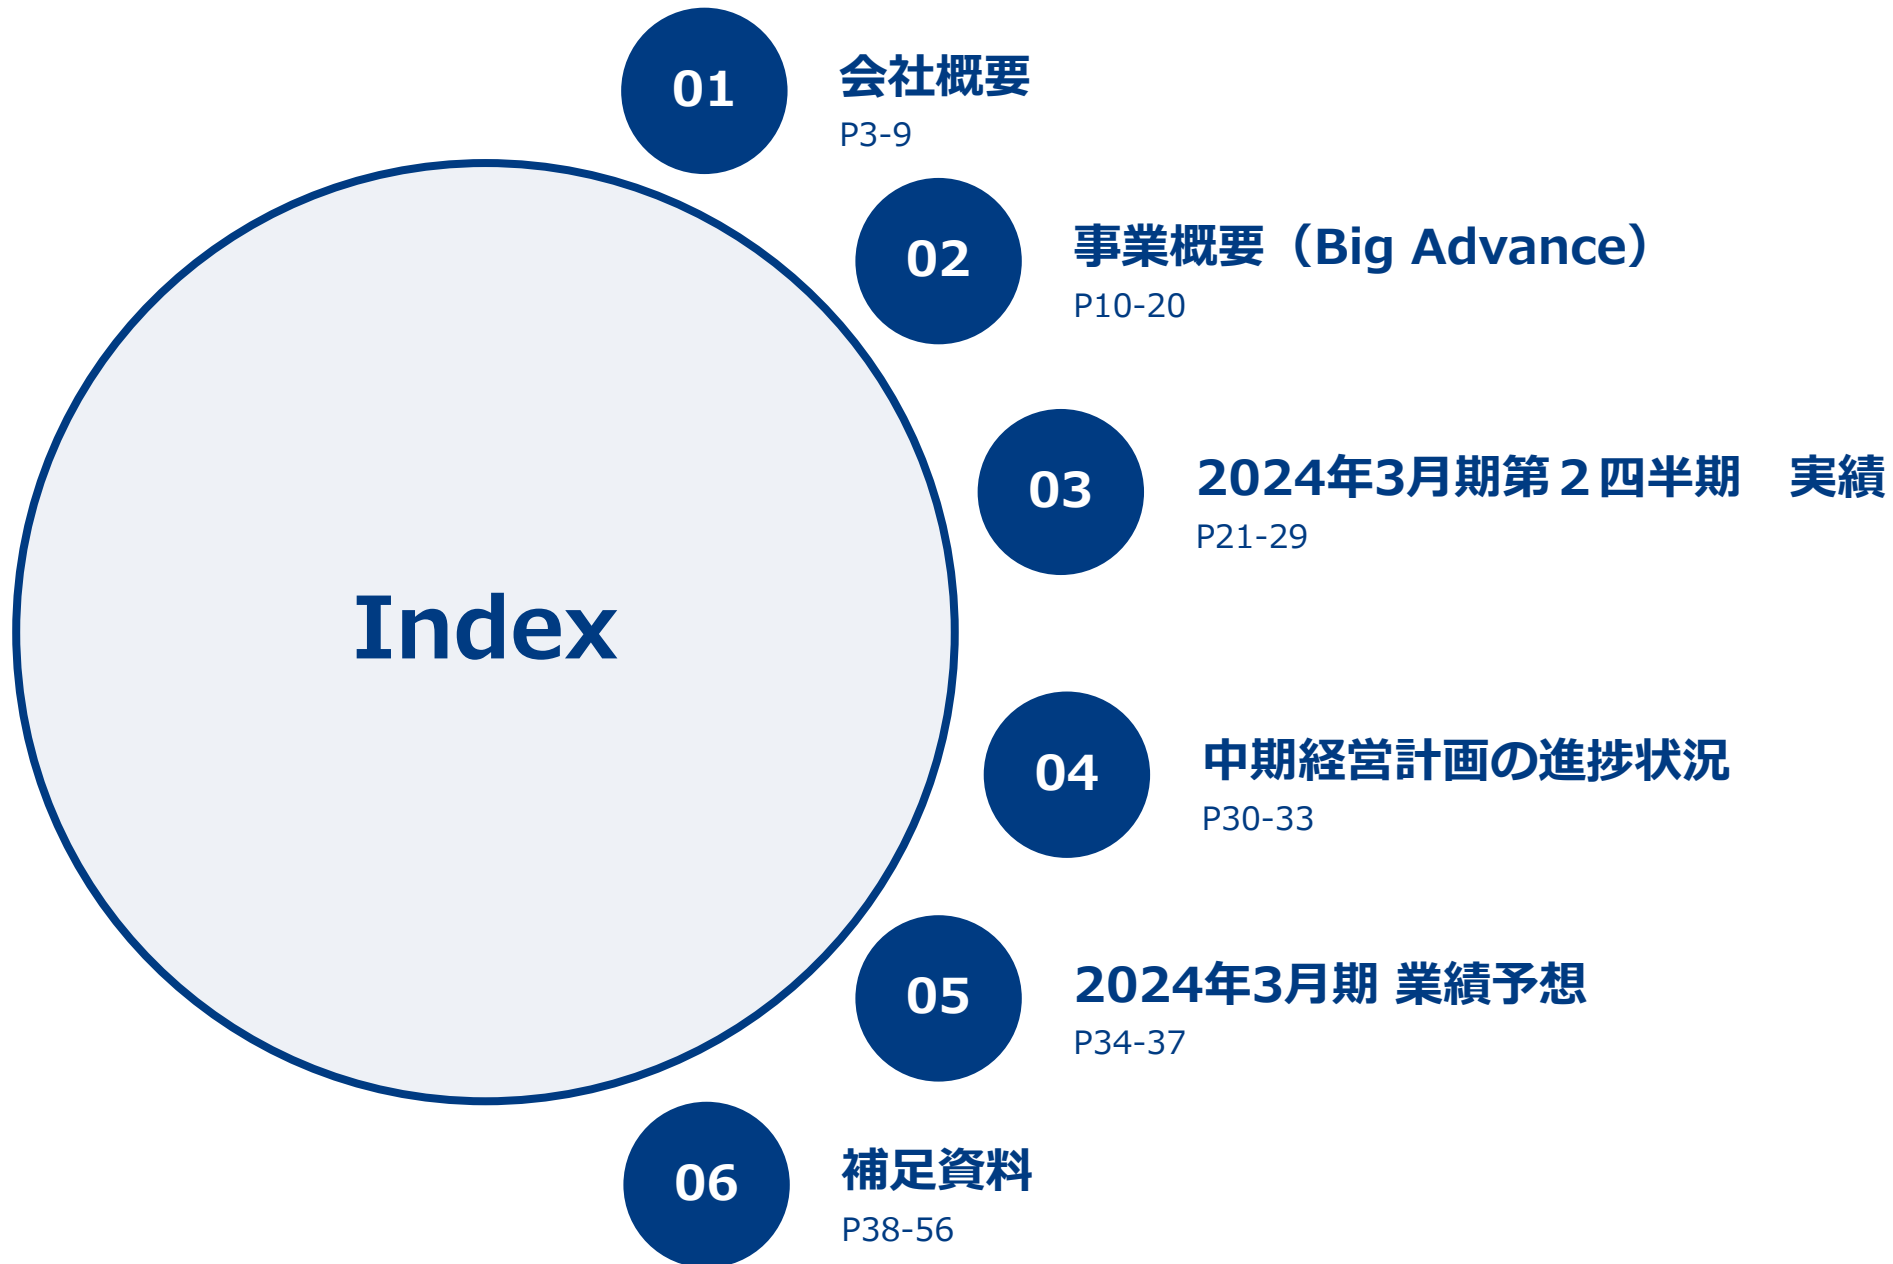 01
会社概要
P3-9
02
事業概要（Big Advance）
P10-20
03
2024年3月期第２四半期　実績
P21-29
Index
04
中期経営計画の進捗状況
P30-33
05
2024年3月期 業績予想
P34-37
06
補足資料
P38-56